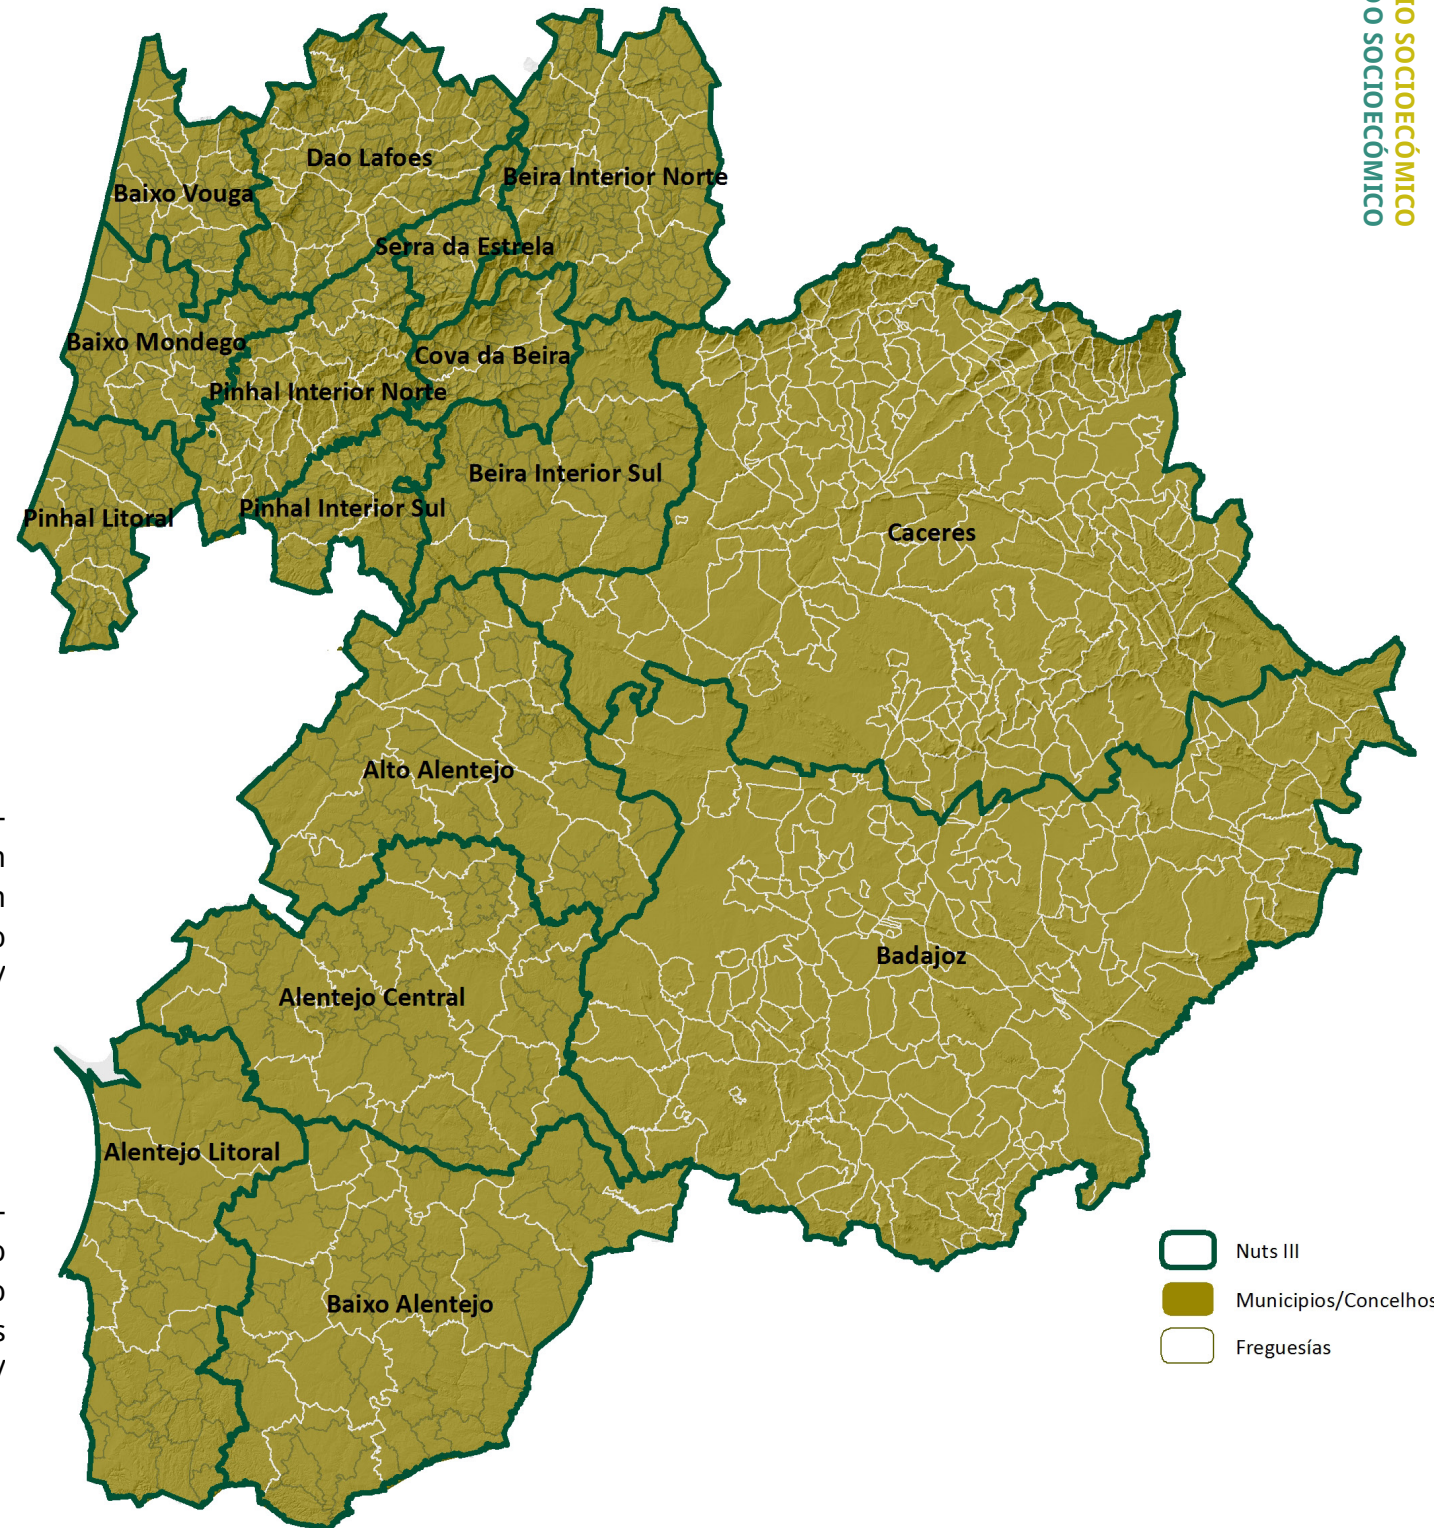 IO SOCIOECÓMICO
DO SOCIOECÓMICO
Dao Lafoes
Beira Interior Norte
Baixo Vouga
Serra da Estrela
Baixo Mondego
Cova da Beira
Pinhal Interior Norte
Beira Interior Sul
Pinhal Interior Sul
Pinhal Litoral
Caceres
Alto Alentejo
Badajoz
Alentejo Central
Alentejo Litoral
Baixo Alentejo
Nuts III
Municipios/Concelhos
Freguesías